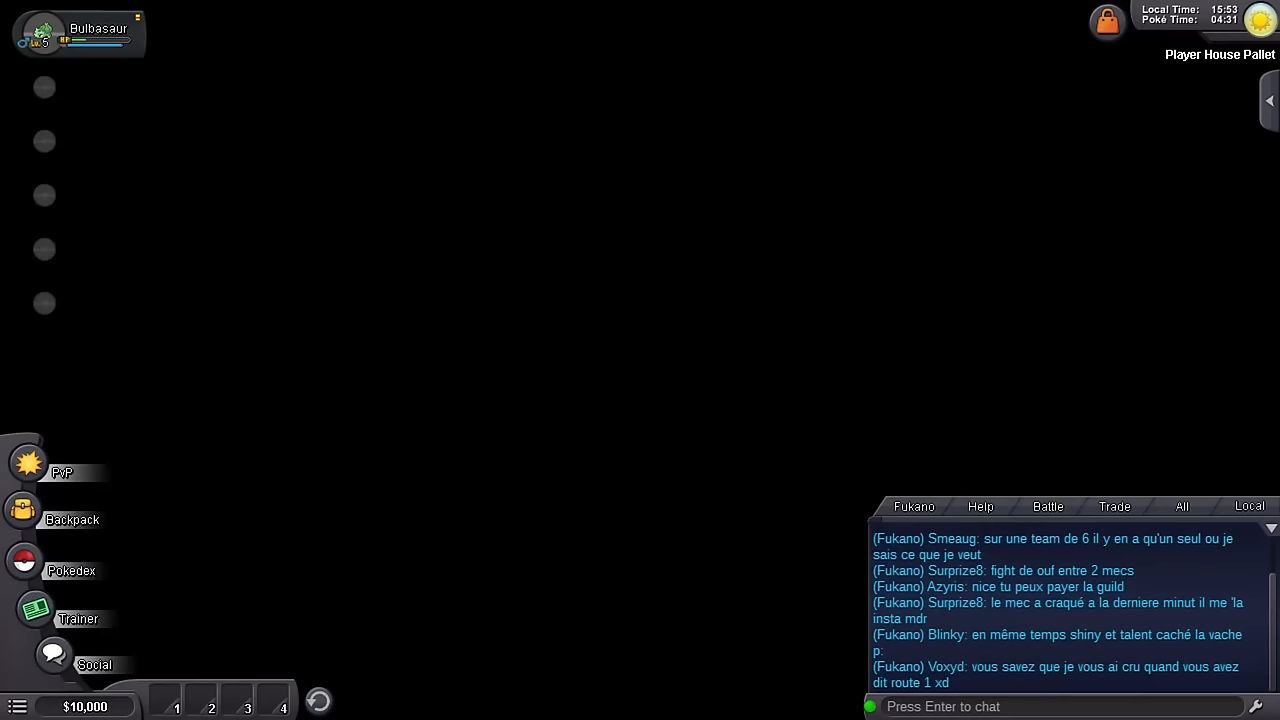 Bulbasaur
Lv.5
HP
Local Time: 15:53
Poké Time: 04:31
Player House Pallet
PvP
Backpack
Pokedex
Trainer
Social
$10,000
1 2 3 4
Fukano Help Battle Trade All Local
(Fukano) Smeaug: sur une team de 6 il y en a qu'un seul ou je
sais ce que je veut
(Fukano) Surprize8: fight de ouf entre 2 mecs
(Fukano) Azyris: nice tu peux payer la guild
(Fukano) Surprize8: le mec a craqué a la derniere minut il me 'la
insta mdr
(Fukano) Blinky: en même temps shiny et talent caché la vache
p:
(Fukano) Voxyd: vous savez que je vous ai cru quand vous avez
dit route 1 xd
Press Enter to chat